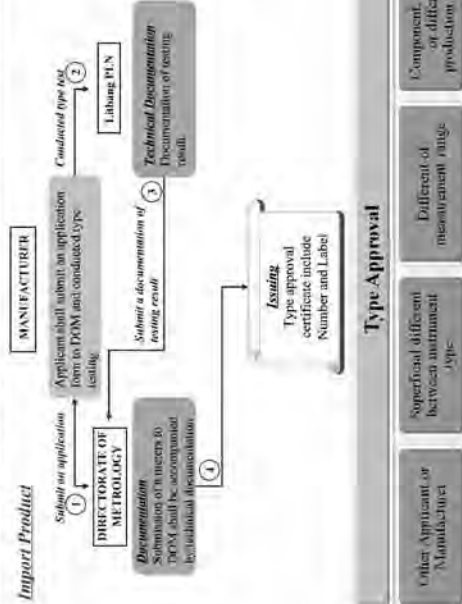 Import Product
MANUFACTURER
Submit an application
1
Applicant shall submit an application
form to DOM and conducted type
testing
Conducted type test
2
Litbang PLN
DIRECTORATE OF
METROLOGY
Submit a documentation of
testing result
3
Technical Documentation
Documentation of testing
result
Documentation
Submission of n meters to
DOM shall be accompanied
by technical documentation
4
Issuing
Type approval
certificate include
Number and Label
Type Approval
Other Applicant or
Manufacturer
Superficial different
between instrument
type
Different of
measurement range
Component,
or differ
production